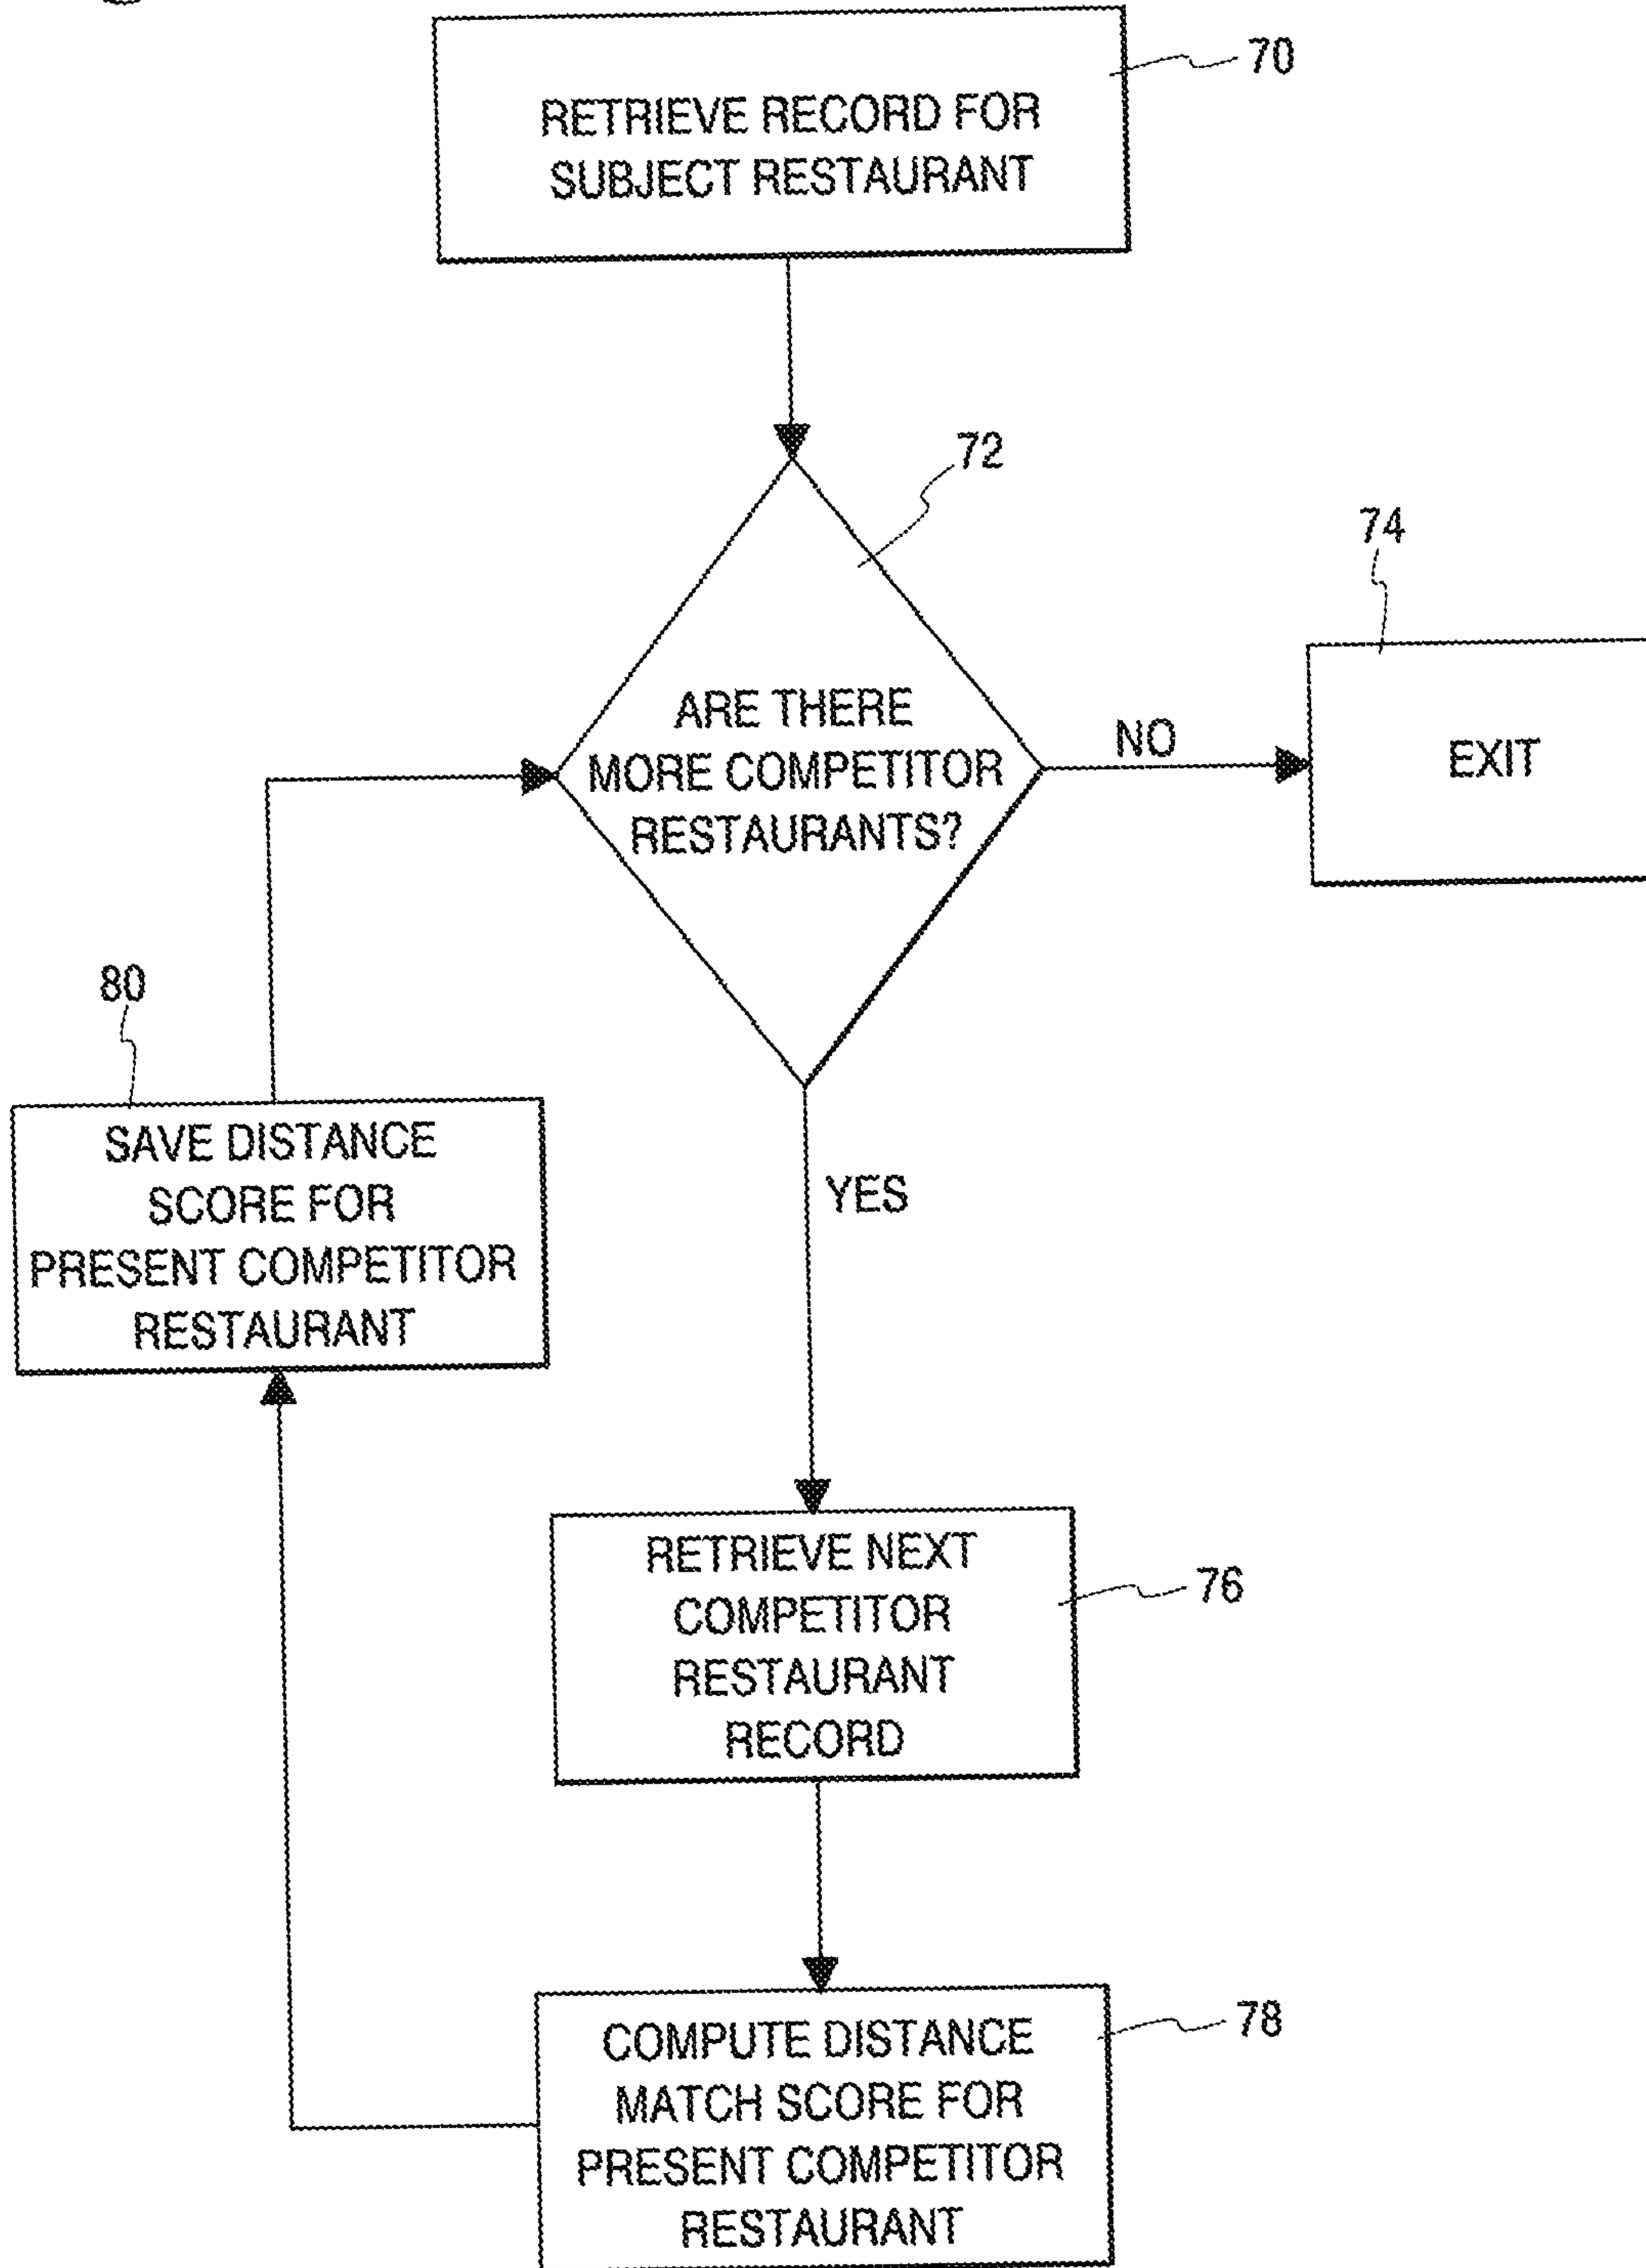 70
RETRIEVE RECORD FOR
SUBJECT RESTAURANT
72
74
ARE THERE
MORE COMPETITOR
RESTAURANTS?
NO
EXIT
80
SAVE DISTANCE
SCORE FOR
PRESENT COMPETITOR
RESTAURANT
YES
RETRIEVE NEXT
COMPETITOR
RESTAURANT
RECORD
76
COMPUTE DISTANCE
MATCH SCORE FOR
PRESENT COMPETITOR
RESTAURANT
78